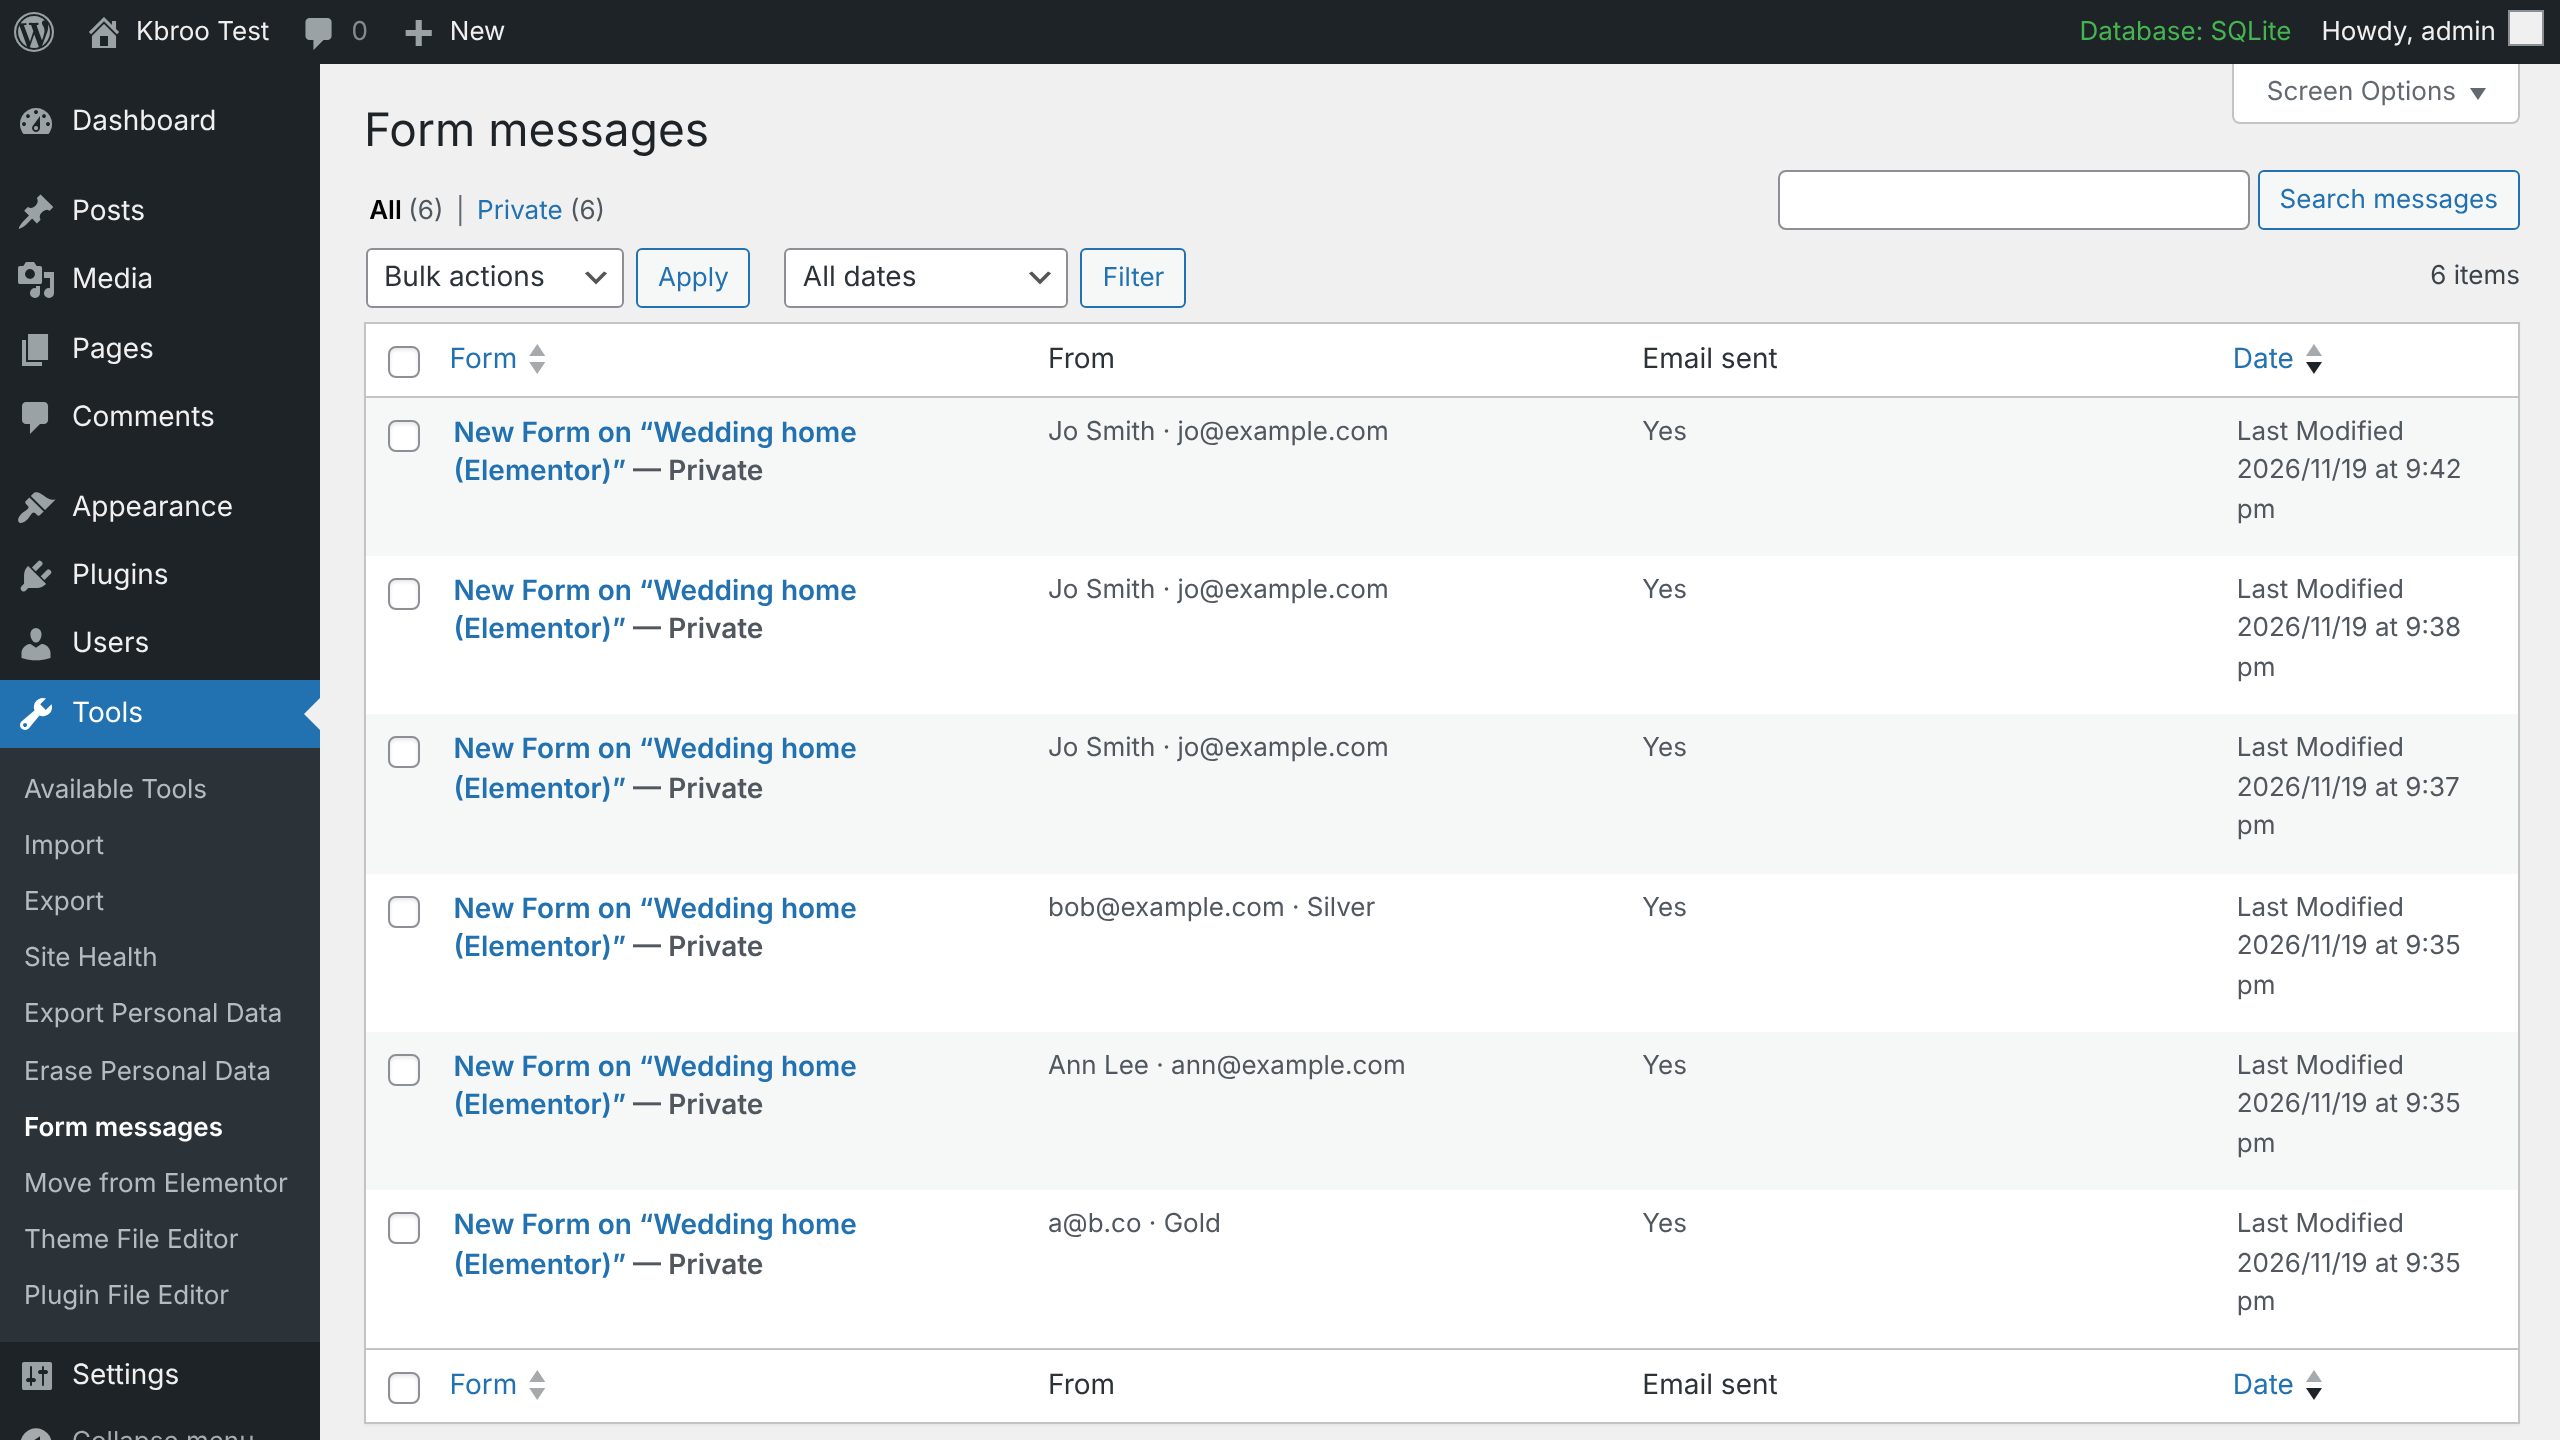 Kbroo Test 0 New Database: SQLite Howdy, admin
Dashboard
Posts
Media
Pages
Comments
Appearance
Plugins
Users
Tools
Available Tools
Import
Export
Site Health
Export Personal Data
Erase Personal Data
Form messages
Move from Elementor
Theme File Editor
Plugin File Editor
Settings
Collapse menu
Screen Options
Form messages
All (6) | Private (6)
Search messages
Bulk actions Apply All dates Filter 6 items
Form From Email sent Date
New Form on “Wedding home Jo Smith · jo@example.com Yes Last Modified
(Elementor)” — Private 2026/11/19 at 9:42
pm
New Form on “Wedding home Jo Smith · jo@example.com Yes Last Modified
(Elementor)” — Private 2026/11/19 at 9:38
pm
New Form on “Wedding home Jo Smith · jo@example.com Yes Last Modified
(Elementor)” — Private 2026/11/19 at 9:37
pm
New Form on “Wedding home bob@example.com · Silver Yes Last Modified
(Elementor)” — Private 2026/11/19 at 9:35
pm
New Form on “Wedding home Ann Lee · ann@example.com Yes Last Modified
(Elementor)” — Private 2026/11/19 at 9:35
pm
New Form on “Wedding home a@b.co · Gold Yes Last Modified
(Elementor)” — Private 2026/11/19 at 9:35
pm
Form From Email sent Date